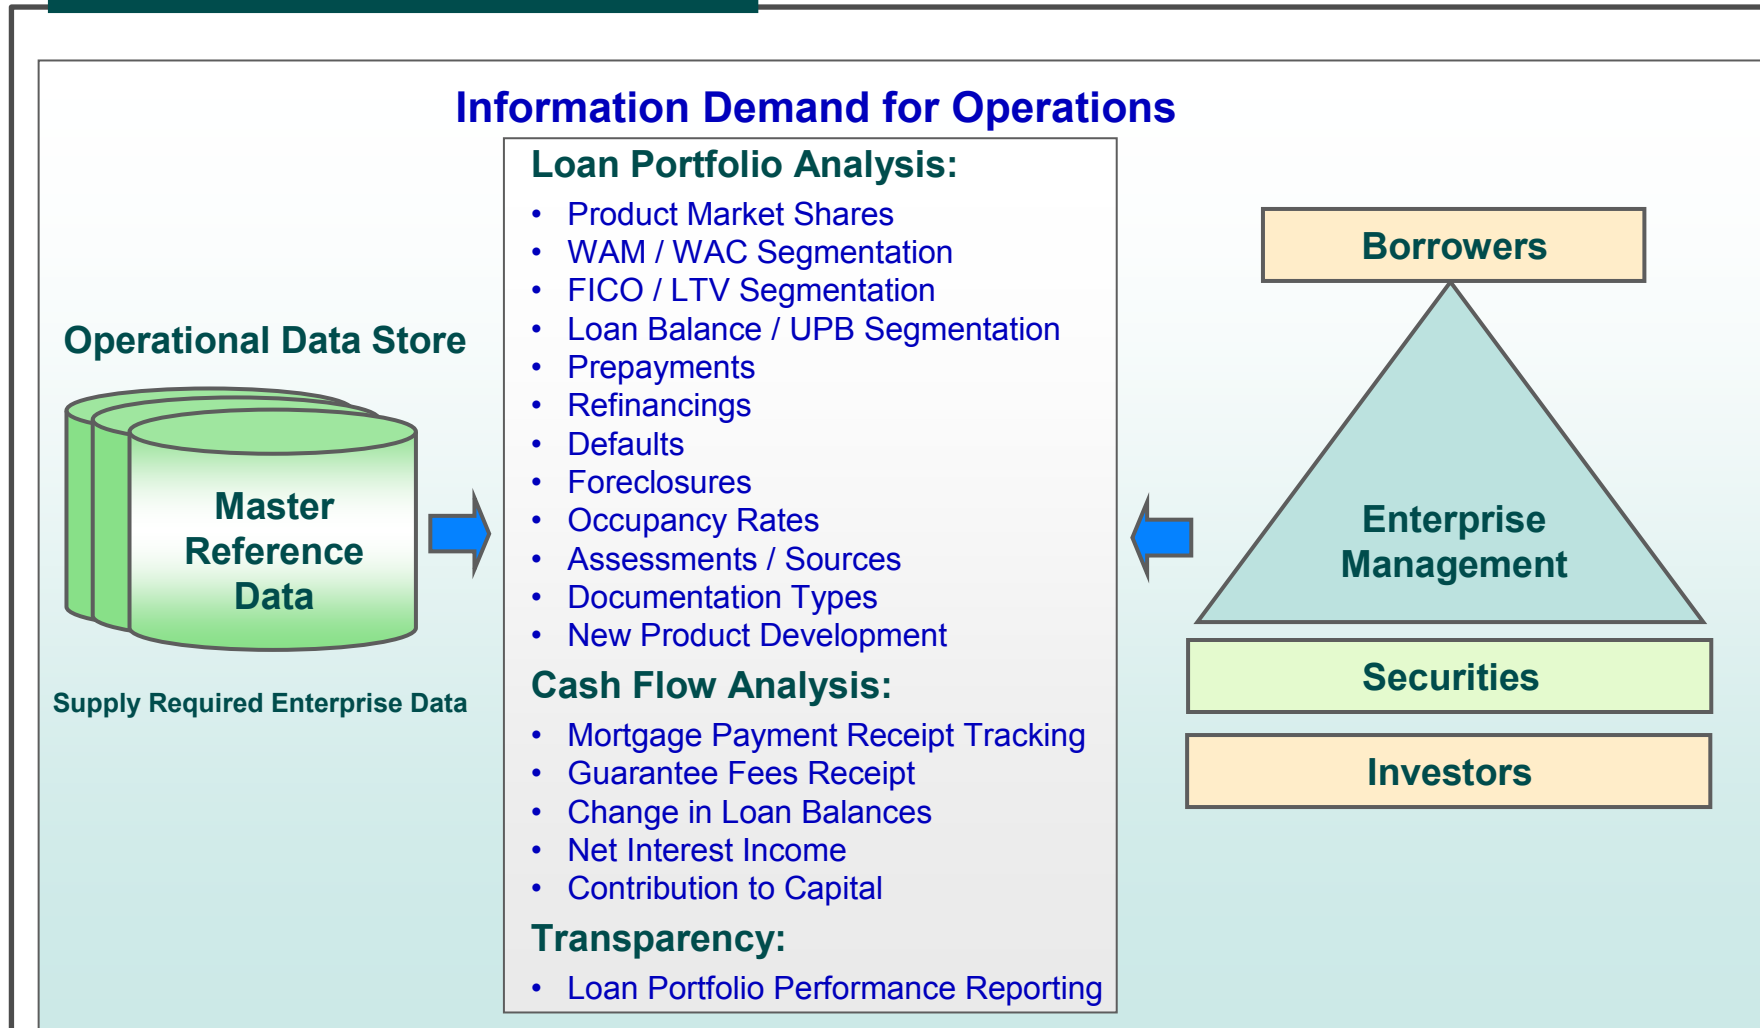 Information Demand for Operations
Operational Data Store
Master
Reference
Data
Supply Required Enterprise Data
Loan Portfolio Analysis:
• Product Market Shares
• WAM / WAC Segmentation
• FICO / LTV Segmentation
• Loan Balance / UPB Segmentation
• Prepayments
• Refinancings
• Defaults
• Foreclosures
• Occupancy Rates
• Assessments / Sources
• Documentation Types
• New Product Development
Cash Flow Analysis:
• Mortgage Payment Receipt Tracking
• Guarantee Fees Receipt
• Change in Loan Balances
• Net Interest Income
• Contribution to Capital
Transparency:
• Loan Portfolio Performance Reporting
Borrowers
Enterprise
Management
Securities
Investors